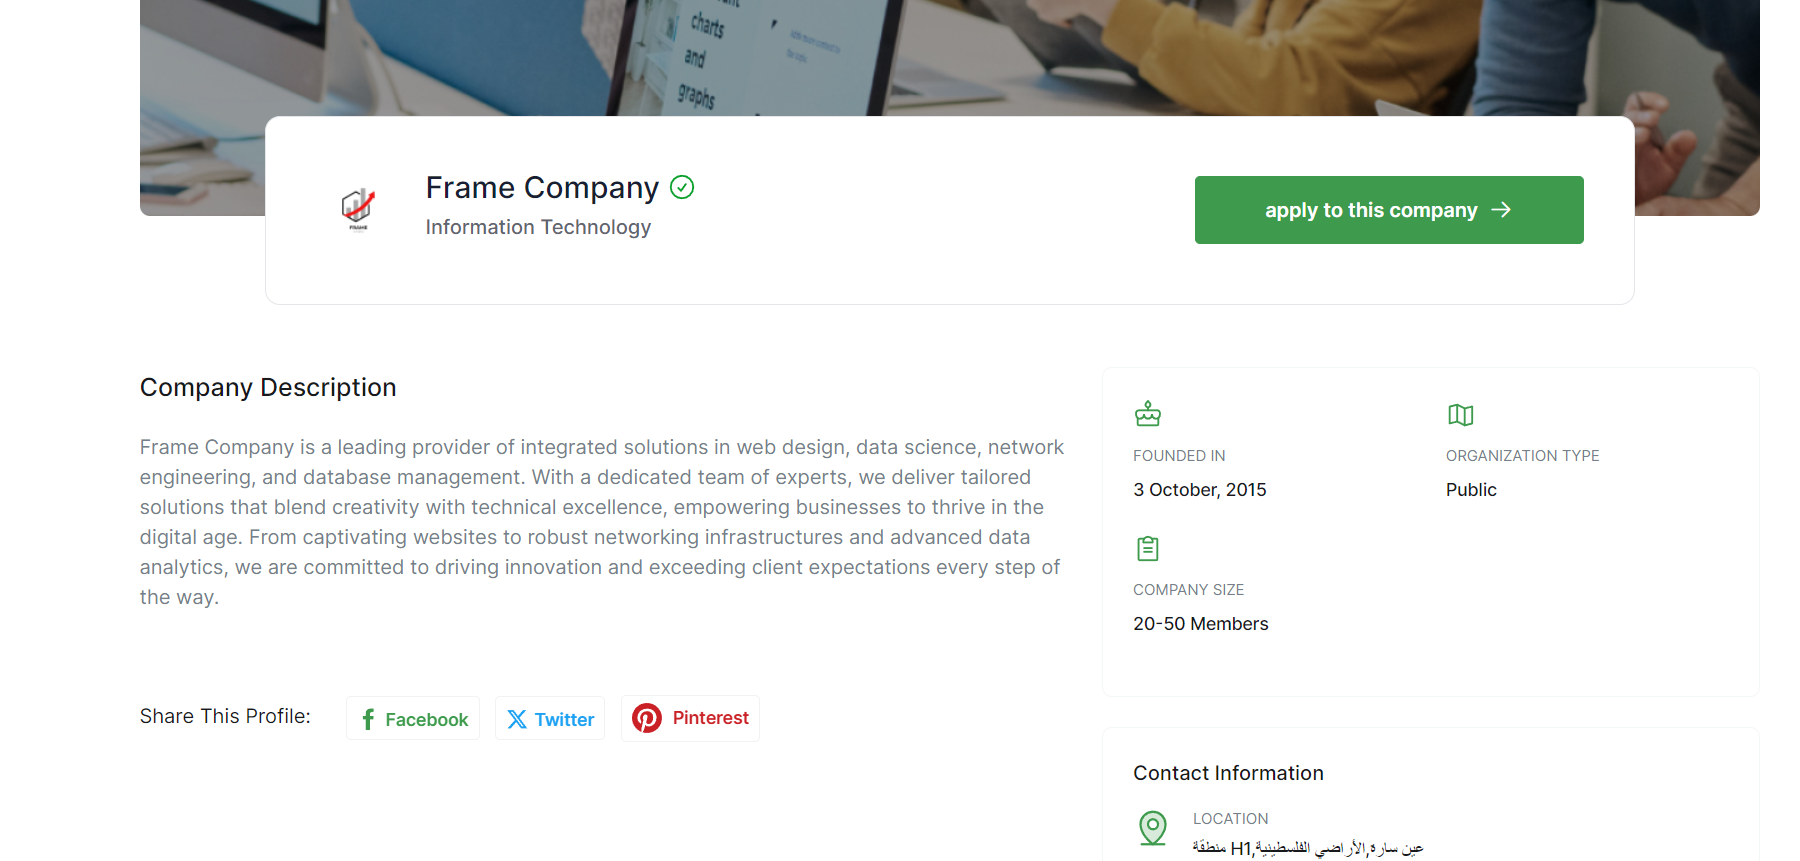 charts
and
graphs
Frame Company
Information Technology
FRAME
apply to this company
Company Description
Frame Company is a leading provider of integrated solutions in web design, data science, network
engineering, and database management. With a dedicated team of experts, we deliver tailored
solutions that blend creativity with technical excellence, empowering businesses to thrive in the
digital age. From captivating websites to robust networking infrastructures and advanced data
analytics, we are committed to driving innovation and exceeding client expectations every step of
the way.
Share This Profile:
Facebook
Twitter
Pinterest
FOUNDED IN
3 October, 2015
ORGANIZATION TYPE
Public
COMPANY SIZE
20-50 Members
Contact Information
LOCATION
عين سارة,الأراضي الفلسطينية,H1 منطقة